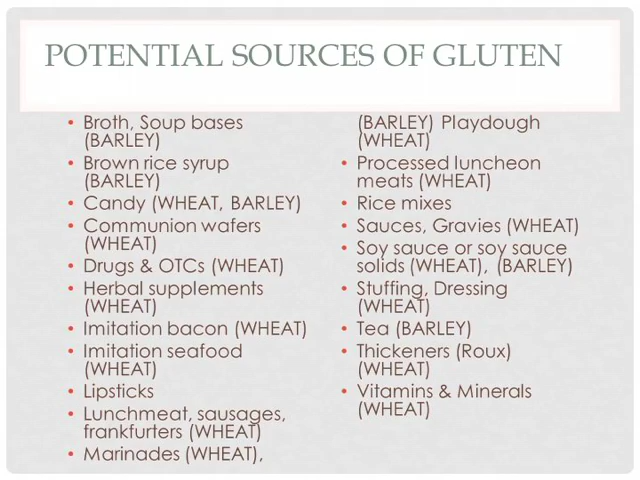 POTENTIAL SOURCES OF GLUTEN
• Broth, Soup bases
(BARLEY)
• Brown rice syrup
(BARLEY)
• Candy (WHEAT, BARLEY)
• Communion wafers
(WHEAT)
• Drugs & OTCs (WHEAT)
• Herbal supplements
(WHEAT)
• Imitation bacon (WHEAT)
• Imitation seafood
(WHEAT)
• Lipsticks
• Lunchmeat, sausages,
frankfurters (WHEAT)
• Marinades (WHEAT),
(BARLEY) Playdough
(WHEAT)
• Processed luncheon
meats (WHEAT)
• Rice mixes
• Sauces, Gravies (WHEAT)
• Soy sauce or soy sauce
solids (WHEAT), (BARLEY)
• Stuffing, Dressing
(WHEAT)
• Tea (BARLEY)
• Thickeners (Roux)
(WHEAT)
• Vitamins & Minerals
(WHEAT)